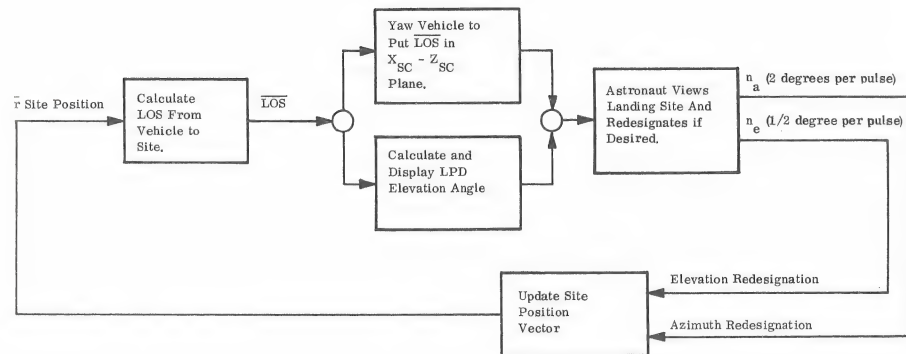 Yaw Vehicle to
Put LOS in
X_SC - Z_SC
Plane.
r̄ Site Position
Calculate
LOS From
Vehicle to
Site.
LOS
Astronaut Views
Landing Site And
Redesignates if
Desired.
n_a (2 degrees per pulse)
n_e (1/2 degree per pulse)
Calculate and
Display LPD
Elevation Angle
Update Site
Position
Vector
Elevation Redesignation
Azimuth Redesignation